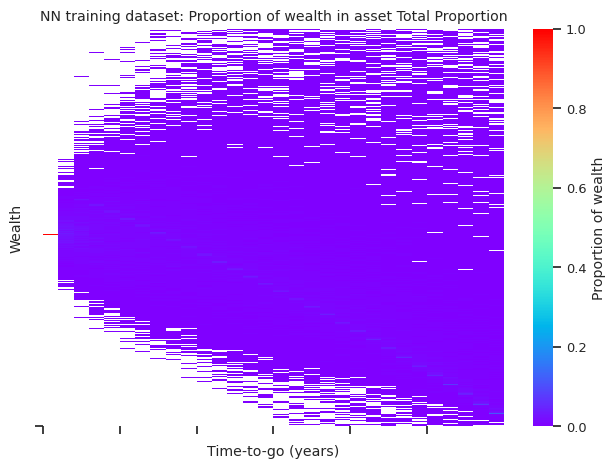 NN training dataset: Proportion of wealth in asset Total Proportion
Wealth
Time-to-go (years)
1.0
0.8
0.6
0.4
0.2
0.0
Proportion of wealth